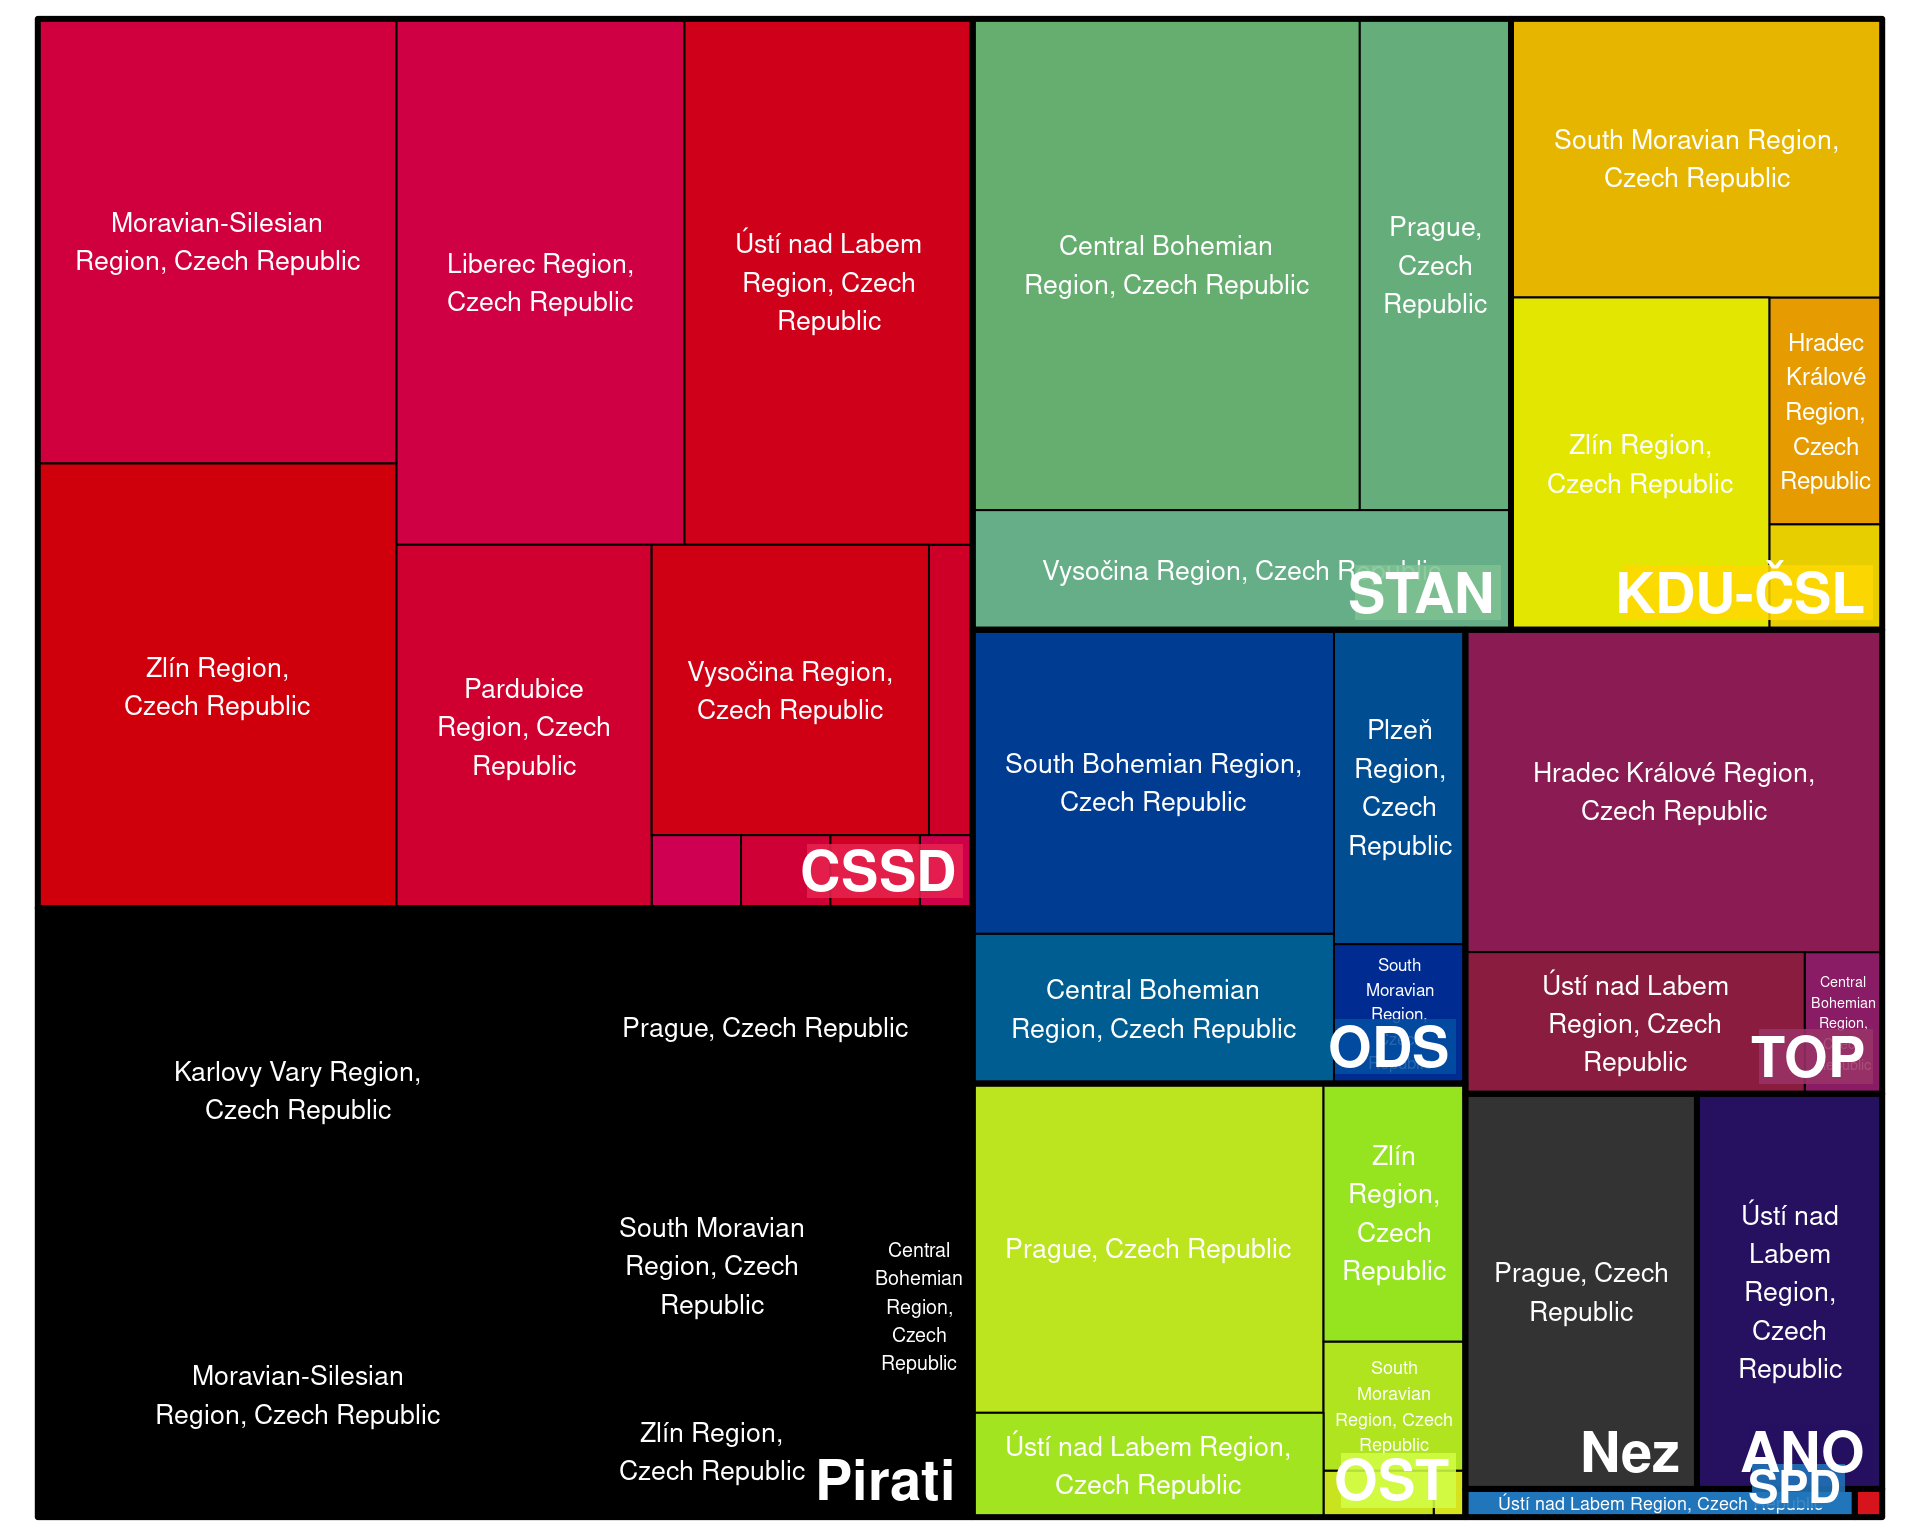 Moravian-Silesian
Region, Czech Republic
Liberec Region,
Czech Republic
Ústí nad Labem
Region, Czech
Republic
Zlín Region,
Czech Republic
Pardubice
Region, Czech
Republic
Vysočina Region,
Czech Republic
CSSD
Central Bohemian
Region, Czech Republic
Prague,
Czech
Republic
Vysočina Region, Czech Republic
STAN
South Moravian Region,
Czech Republic
Zlín Region,
Czech Republic
Hradec
Králové
Region,
Czech
Republic
KDU-ČSL
South Bohemian Region,
Czech Republic
Plzeň
Region,
Czech
Republic
Central Bohemian
Region, Czech Republic
South
Moravian
Region,
Czech
Republic
ODS
Hradec Králové Region,
Czech Republic
Ústí nad Labem
Region, Czech
Republic
Central
Bohemian
Region,
Czech
Republic
TOP
Karlovy Vary Region,
Czech Republic
Prague, Czech Republic
Moravian-Silesian
Region, Czech Republic
South Moravian
Region, Czech
Republic
Central
Bohemian
Region,
Czech
Republic
Zlín Region,
Czech Republic
Pirati
Prague, Czech Republic
Zlín
Region,
Czech
Republic
Ústí nad Labem Region,
Czech Republic
South
Moravian
Region, Czech
Republic
OST
Prague, Czech
Republic
Nez
Ústí nad
Labem
Region,
Czech
Republic
ANO
Ústí nad Labem Region, Czech Republic
SPD